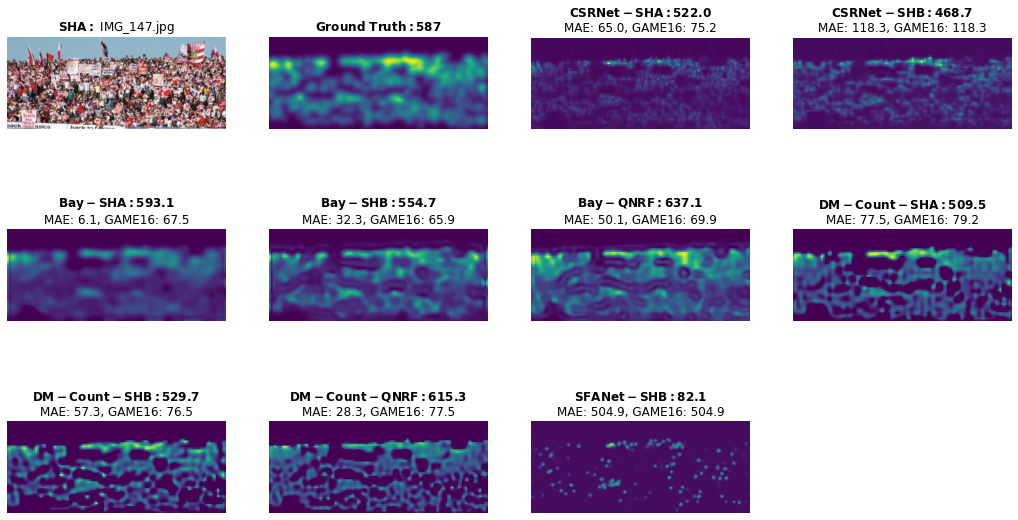 SHA: IMG_147.jpg
Ground Truth:587
CSRNet-SHA:522.0
MAE: 65.0, GAME16: 75.2
CSRNet-SHB:468.7
MAE: 118.3, GAME16: 118.3
Bay-SHA:593.1
MAE: 6.1, GAME16: 67.5
Bay-SHB:554.7
MAE: 32.3, GAME16: 65.9
Bay-QNRF:637.1
MAE: 50.1, GAME16: 69.9
DM-Count-SHA:509.5
MAE: 77.5, GAME16: 79.2
DM-Count-SHB:529.7
MAE: 57.3, GAME16: 76.5
DM-Count-QNRF:615.3
MAE: 28.3, GAME16: 77.5
SFANet-SHB:82.1
MAE: 504.9, GAME16: 504.9